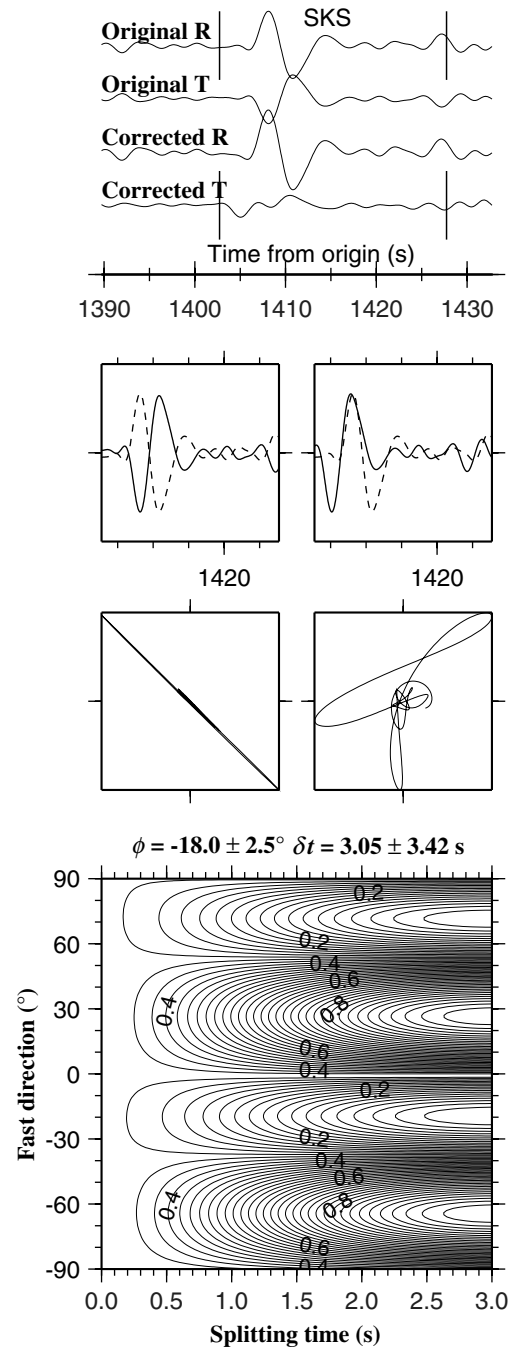 SKS
Original R
Original T
Corrected R
Corrected T
Time from origin (s)
1390 1400 1410 1420 1430
1420 1420
ϕ = -18.0 ± 2.5° δt = 3.05 ± 3.42 s
90
60
30
0
-30
-60
-90
Fast direction (°)
0.2
0.2
0.4
0.6
0.4
0.8
0.6
0.4
0.2
0.2
0.4
0.6
0.4
0.8
0.6
0.4
0.0 0.5 1.0 1.5 2.0 2.5 3.0
Splitting time (s)